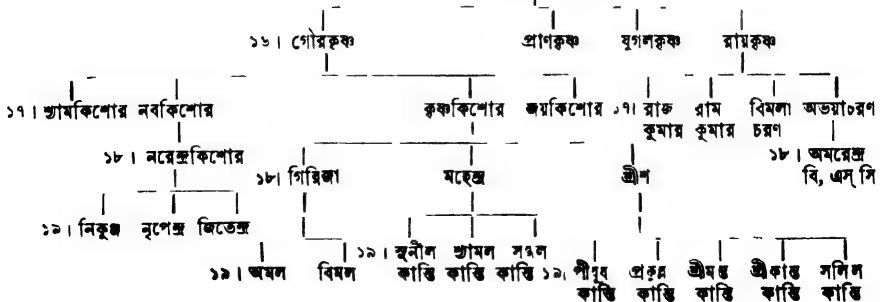 ১৬। গৌরকৃষ্ণ প্রাণকৃষ্ণ যুগলকৃষ্ণ রায়কৃষ্ণ
১৭। শ্যামকিশোর নবকিশোর কৃষ্ণকিশোর জয়কিশোর ১৭। রাজ রাম বিমলা অভয়াচরণ
কুমার কুমার চরণ
১৮। নরেন্দ্রকিশোর ১৮। গিরিজা মহেন্দ্র শ্রীশ ১৮। অমরেন্দ্র
বি, এস্ সি
১৯। নিকুঞ্জ নৃপেন্দ্র জিতেন্দ্র
১৯। অমল বিমল ১৯। সুনীল শ্যামল সজল ১৯। পীযূষ প্রফুল্ল শ্রীমন্ত শ্রীকান্ত সলিল
কান্তি কান্তি কান্তি কান্তি কান্তি কান্তি কান্তি কান্তি